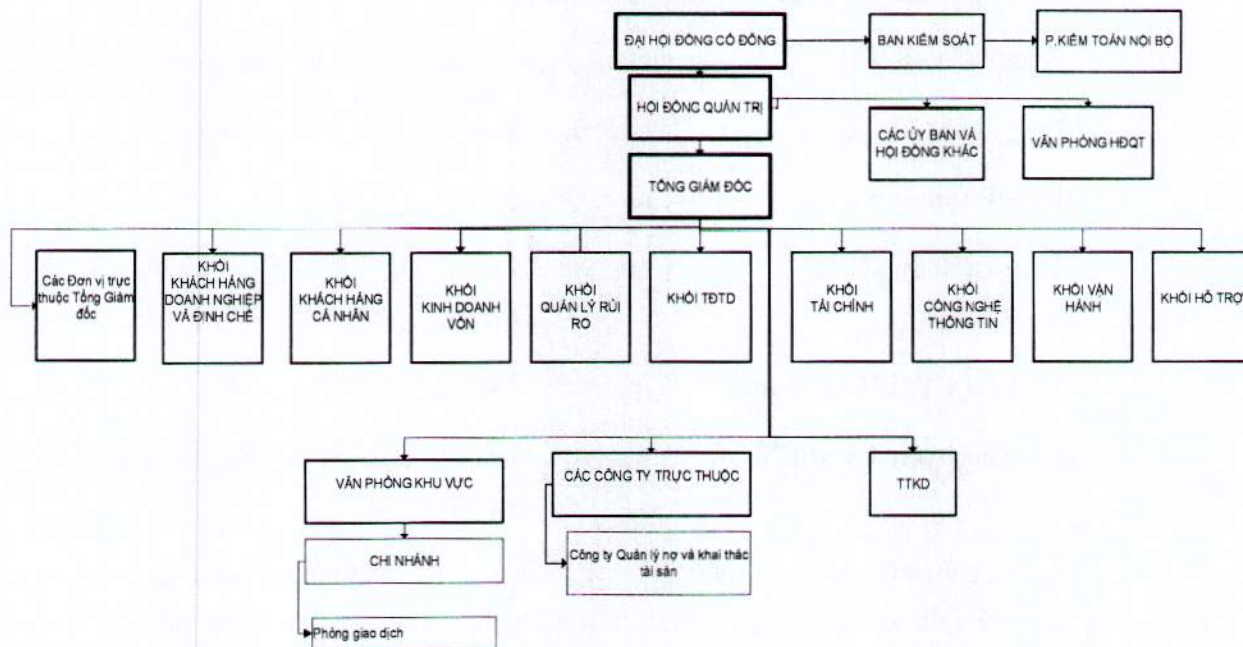 ĐẠI HỘI ĐỒNG CỔ ĐÔNG
BAN KIỂM SOÁT
P.KIỂM TOÁN NỘI BỘ
HỘI ĐỒNG QUẢN TRỊ
CÁC ỦY BAN VÀ
HỘI ĐỒNG KHÁC
VĂN PHÒNG HĐQT
TỔNG GIÁM ĐỐC
Các Đơn vị trực
thuộc Tổng Giám
đốc
KHỐI
KHÁCH HÀNG
DOANH NGHIỆP
VÀ ĐỊNH CHẾ
KHỐI
KHÁCH HÀNG
CÁ NHÂN
KHỐI
KINH DOANH
VỐN
KHỐI
QUẢN LÝ RỦI
RO
KHỐI TĐTD
KHỐI
TÀI CHÍNH
KHỐI
CÔNG NGHỆ
THÔNG TIN
KHỐI VẬN
HÀNH
KHỐI HỖ TRỢ
VĂN PHÒNG KHU VỰC
CÁC CÔNG TY TRỰC THUỘC
TTKD
CHI NHÁNH
Công ty Quản lý nợ và khai thác
tài sản
Phòng giao dịch